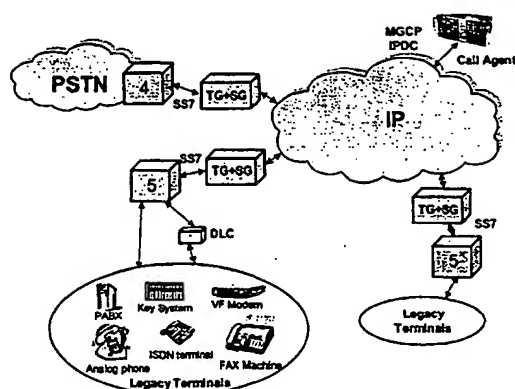 MGCP
IPDC
Call Agent
PSTN
4
SS7
TG+SG
IP
SS7
TG+SG
5
DLC
TG+SG
SS7
5
PABX
Key System
VF Modem
Analog phone
ISDN terminal
FAX Machine
Legacy Terminals
Legacy
Terminals